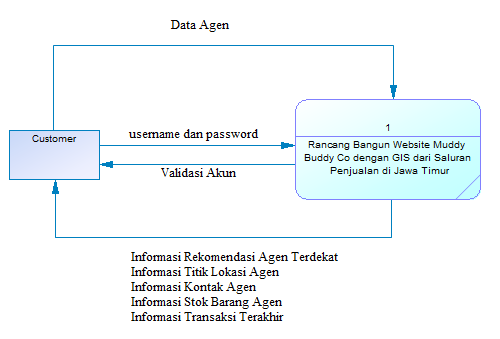 Data Agen
Customer
username dan password
Validasi Akun
1
Rancang Bangun Website Muddy
Buddy Co dengan GIS dari Saluran
Penjualan di Jawa Timur
Informasi Rekomendasi Agen Terdekat
Informasi Titik Lokasi Agen
Informasi Kontak Agen
Informasi Stok Barang Agen
Informasi Transaksi Terakhir